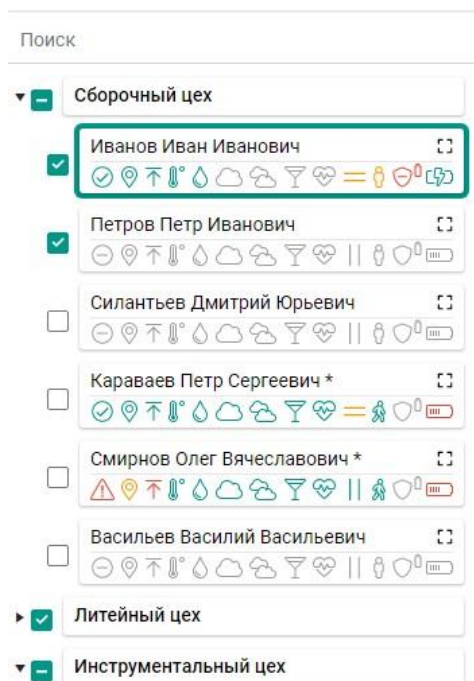 Поиск
Сборочный цех
Иванов Иван Иванович
Петров Петр Иванович
Силантьев Дмитрий Юрьевич
Караваев Петр Сергеевич *
Смирнов Олег Вячеславович *
Васильев Василий Васильевич
Литейный цех
Инструментальный цех